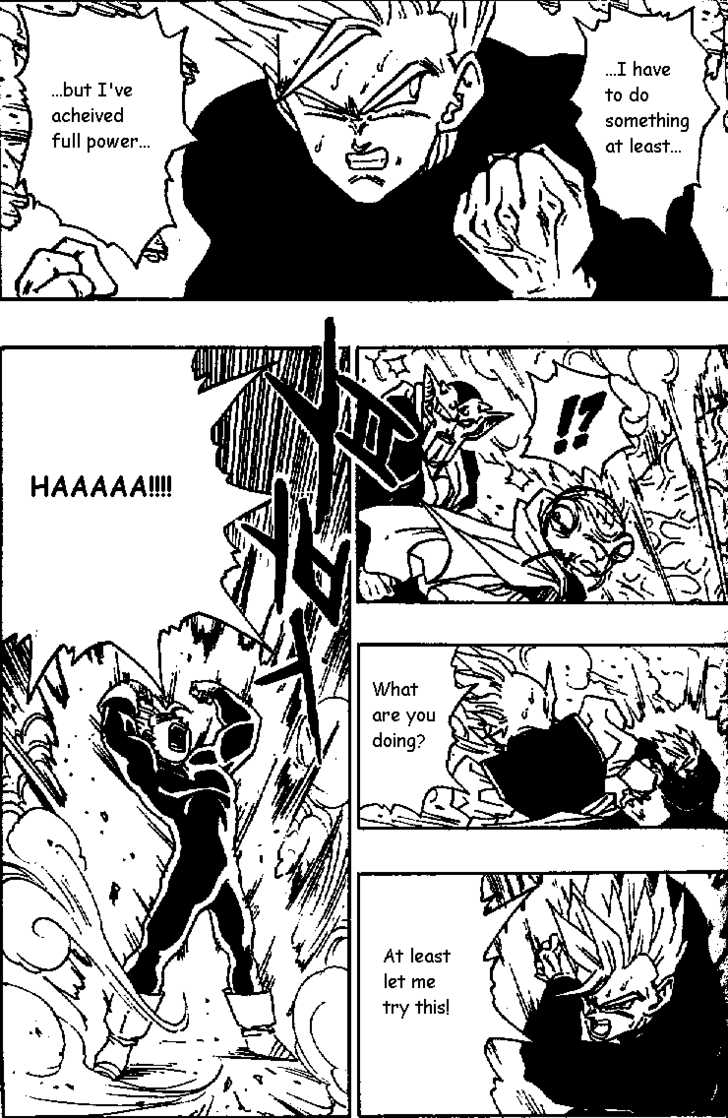 ...I have
to do
something
at least...
...but I've
acheived
full power...
!?
What
are you
doing?
At least
let me
try this!
HAAAAA!!!!